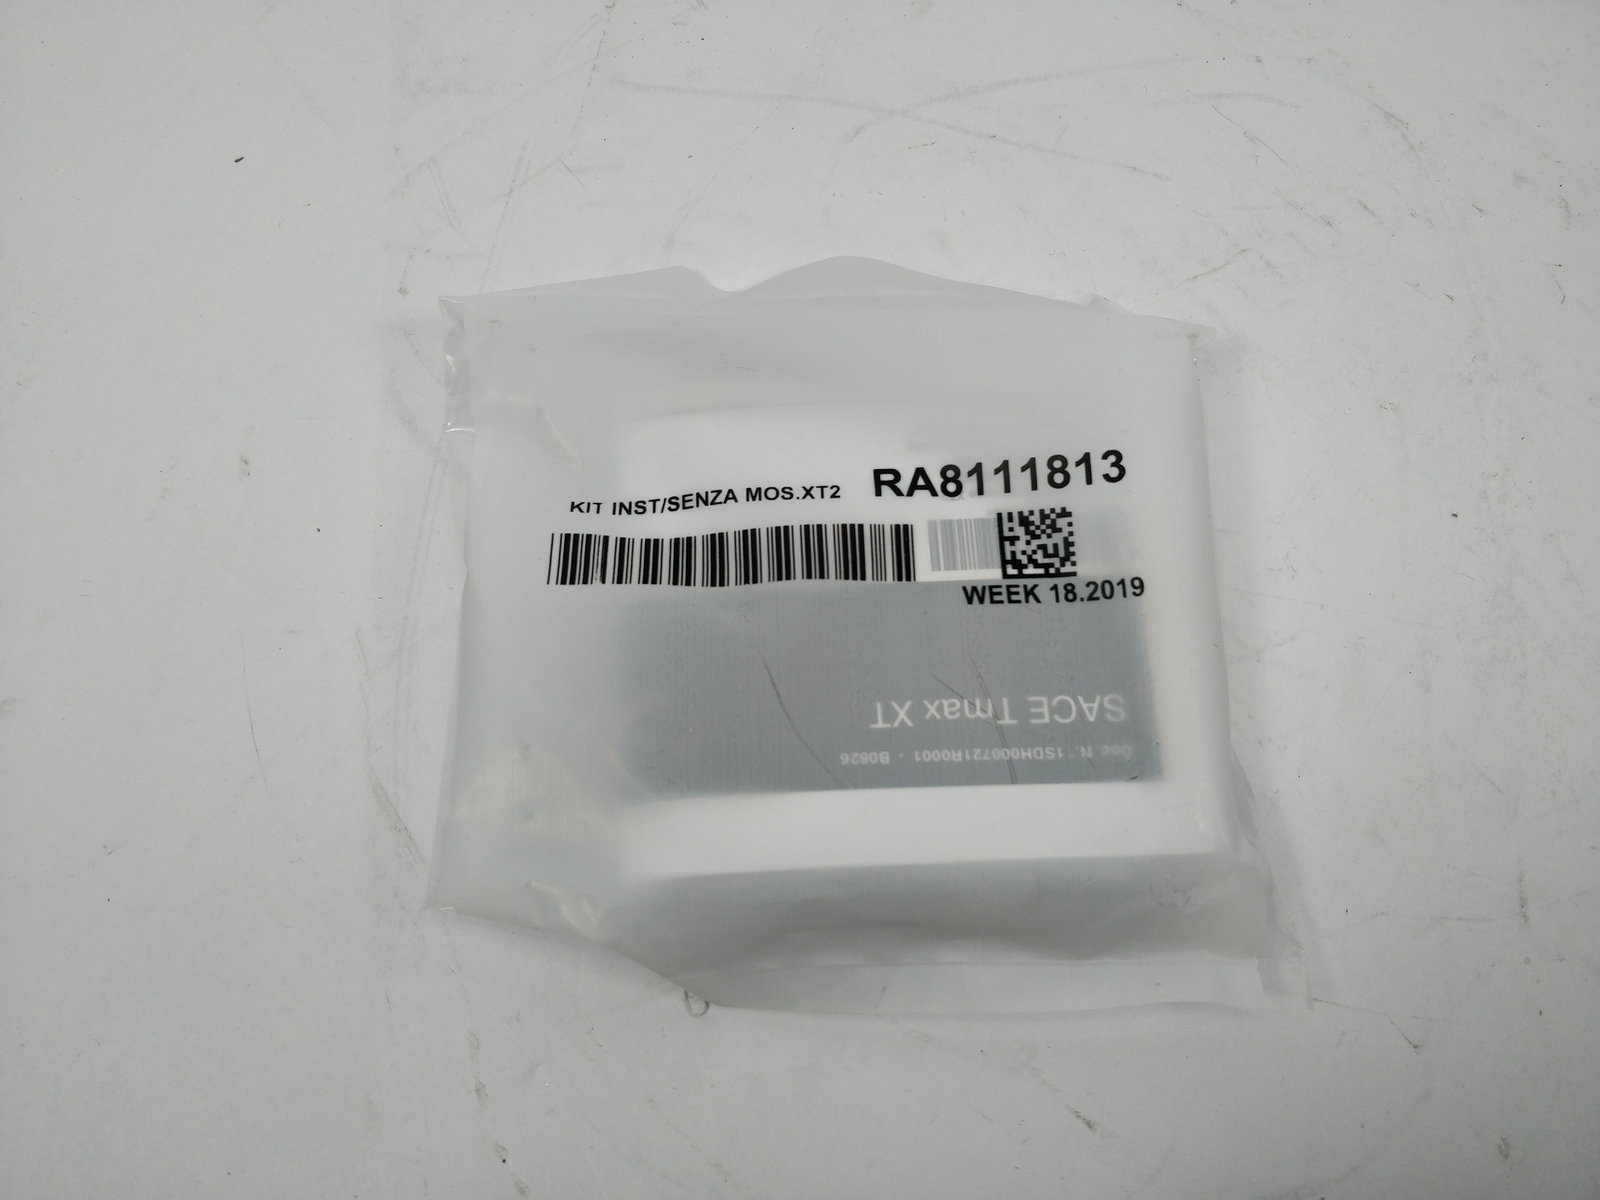 KIT INST/SENZA MOS.XT2 RA8111813
WEEK 18.2019
SACE Tmax XT
Doc. N. 1SDH000721R0001 - B0826